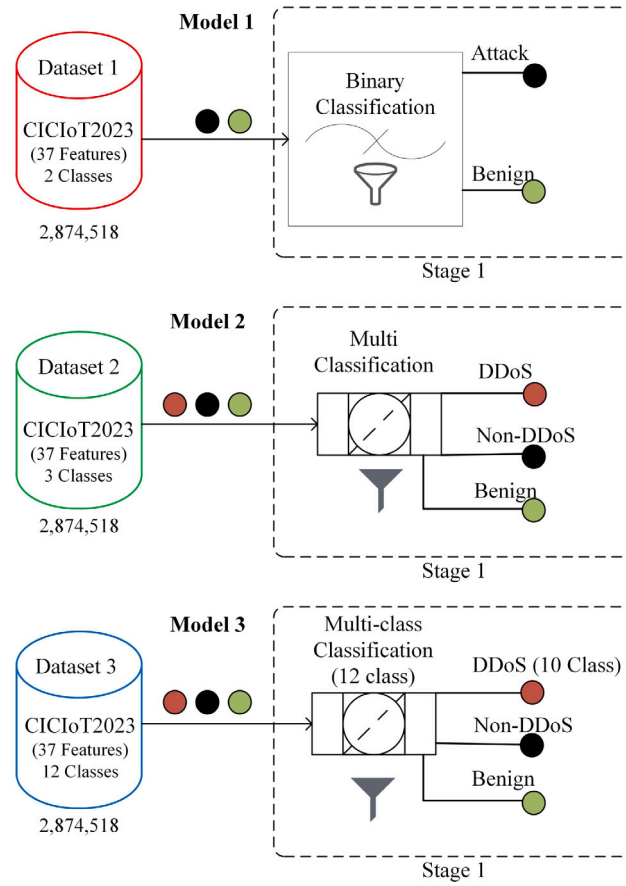 Model 1
Dataset 1
CICIoT2023
(37 Features)
2 Classes
2,874,518
Binary
Classification
Attack
Benign
Stage 1
Model 2
Dataset 2
CICIoT2023
(37 Features)
3 Classes
2,874,518
Multi
Classification
DDoS
Non-DDoS
Benign
Stage 1
Model 3
Dataset 3
CICIoT2023
(37 Features)
12 Classes
2,874,518
Multi-class
Classification
(12 class)
DDoS (10 Class)
Non-DDoS
Benign
Stage 1